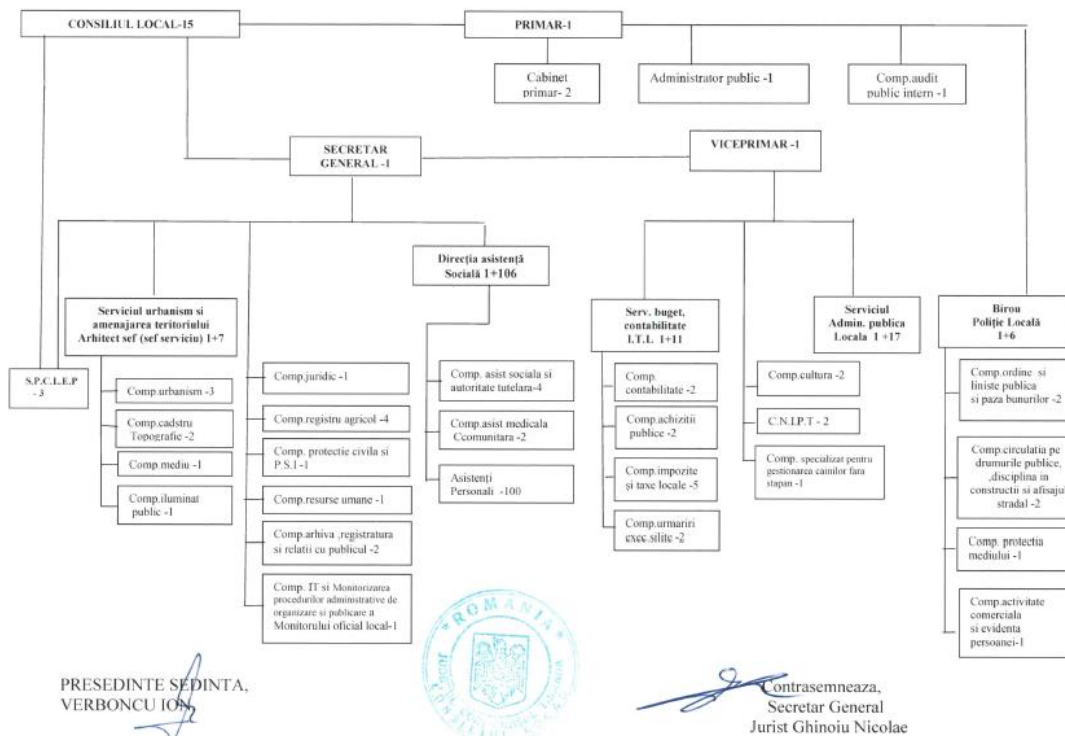 CONSILIUL LOCAL-15
PRIMAR-1
Cabinet
primar- 2
Administrator public -1
Comp.audit
public intern -1
SECRETAR
GENERAL -1
VICEPRIMAR -1
Direcția asistență
Socială 1+106
Serviciul urbanism si
amenajarea teritoriului
Arhitect sef (sef serviciu) 1+7
Serv. buget,
contabilitate
I.T.L 1+11
Serviciul
Admin. publica
Locala 1 +17
Birou
Poliție Locală
1+6
S.P.C.L.E.P
- 3
Comp.urbanism -3
Comp.cadstru
Topografie -2
Comp.mediu -1
Comp.iluminat
public -1
Comp.juridic -1
Comp.registru agricol -4
Comp. protectie civila si
P.S.I -1
Comp.resurse umane -1
Comp.arhiva ,registratura
si relatii cu publicul -2
Comp. IT si Monitorizarea
procedurilor administrative de
organizare si publicare a
Monitorului oficial local-1
Comp. asist sociala si
autoritate tutelara-4
Comp.asist medicala
Ccomunitara -2
Asistenți
Personali -100
Comp.
contabilitate -2
Comp.achizitii
publice -2
Comp.impozite
și taxe locale -5
Comp.urmariri
exec.silite -2
Comp.cultura -2
C.N.I.P.T - 2
Comp. specializat pentru
gestionarea cainilor fara
stapan -1
Comp.ordine si
liniste publica
si paza bunurilor -2
Comp.circulatia pe
drumurile publice,
,disciplina in
constructii si afisajul
stradal -2
Comp. protectia
mediului -1
Comp.activitate
comerciala
si evidenta
persoanei-1
PRESEDINTE SEDINTA,
VERBONCU ION,
ROMANIA
Contrasemneaza,
Secretar General
Jurist Ghinoiu Nicolae